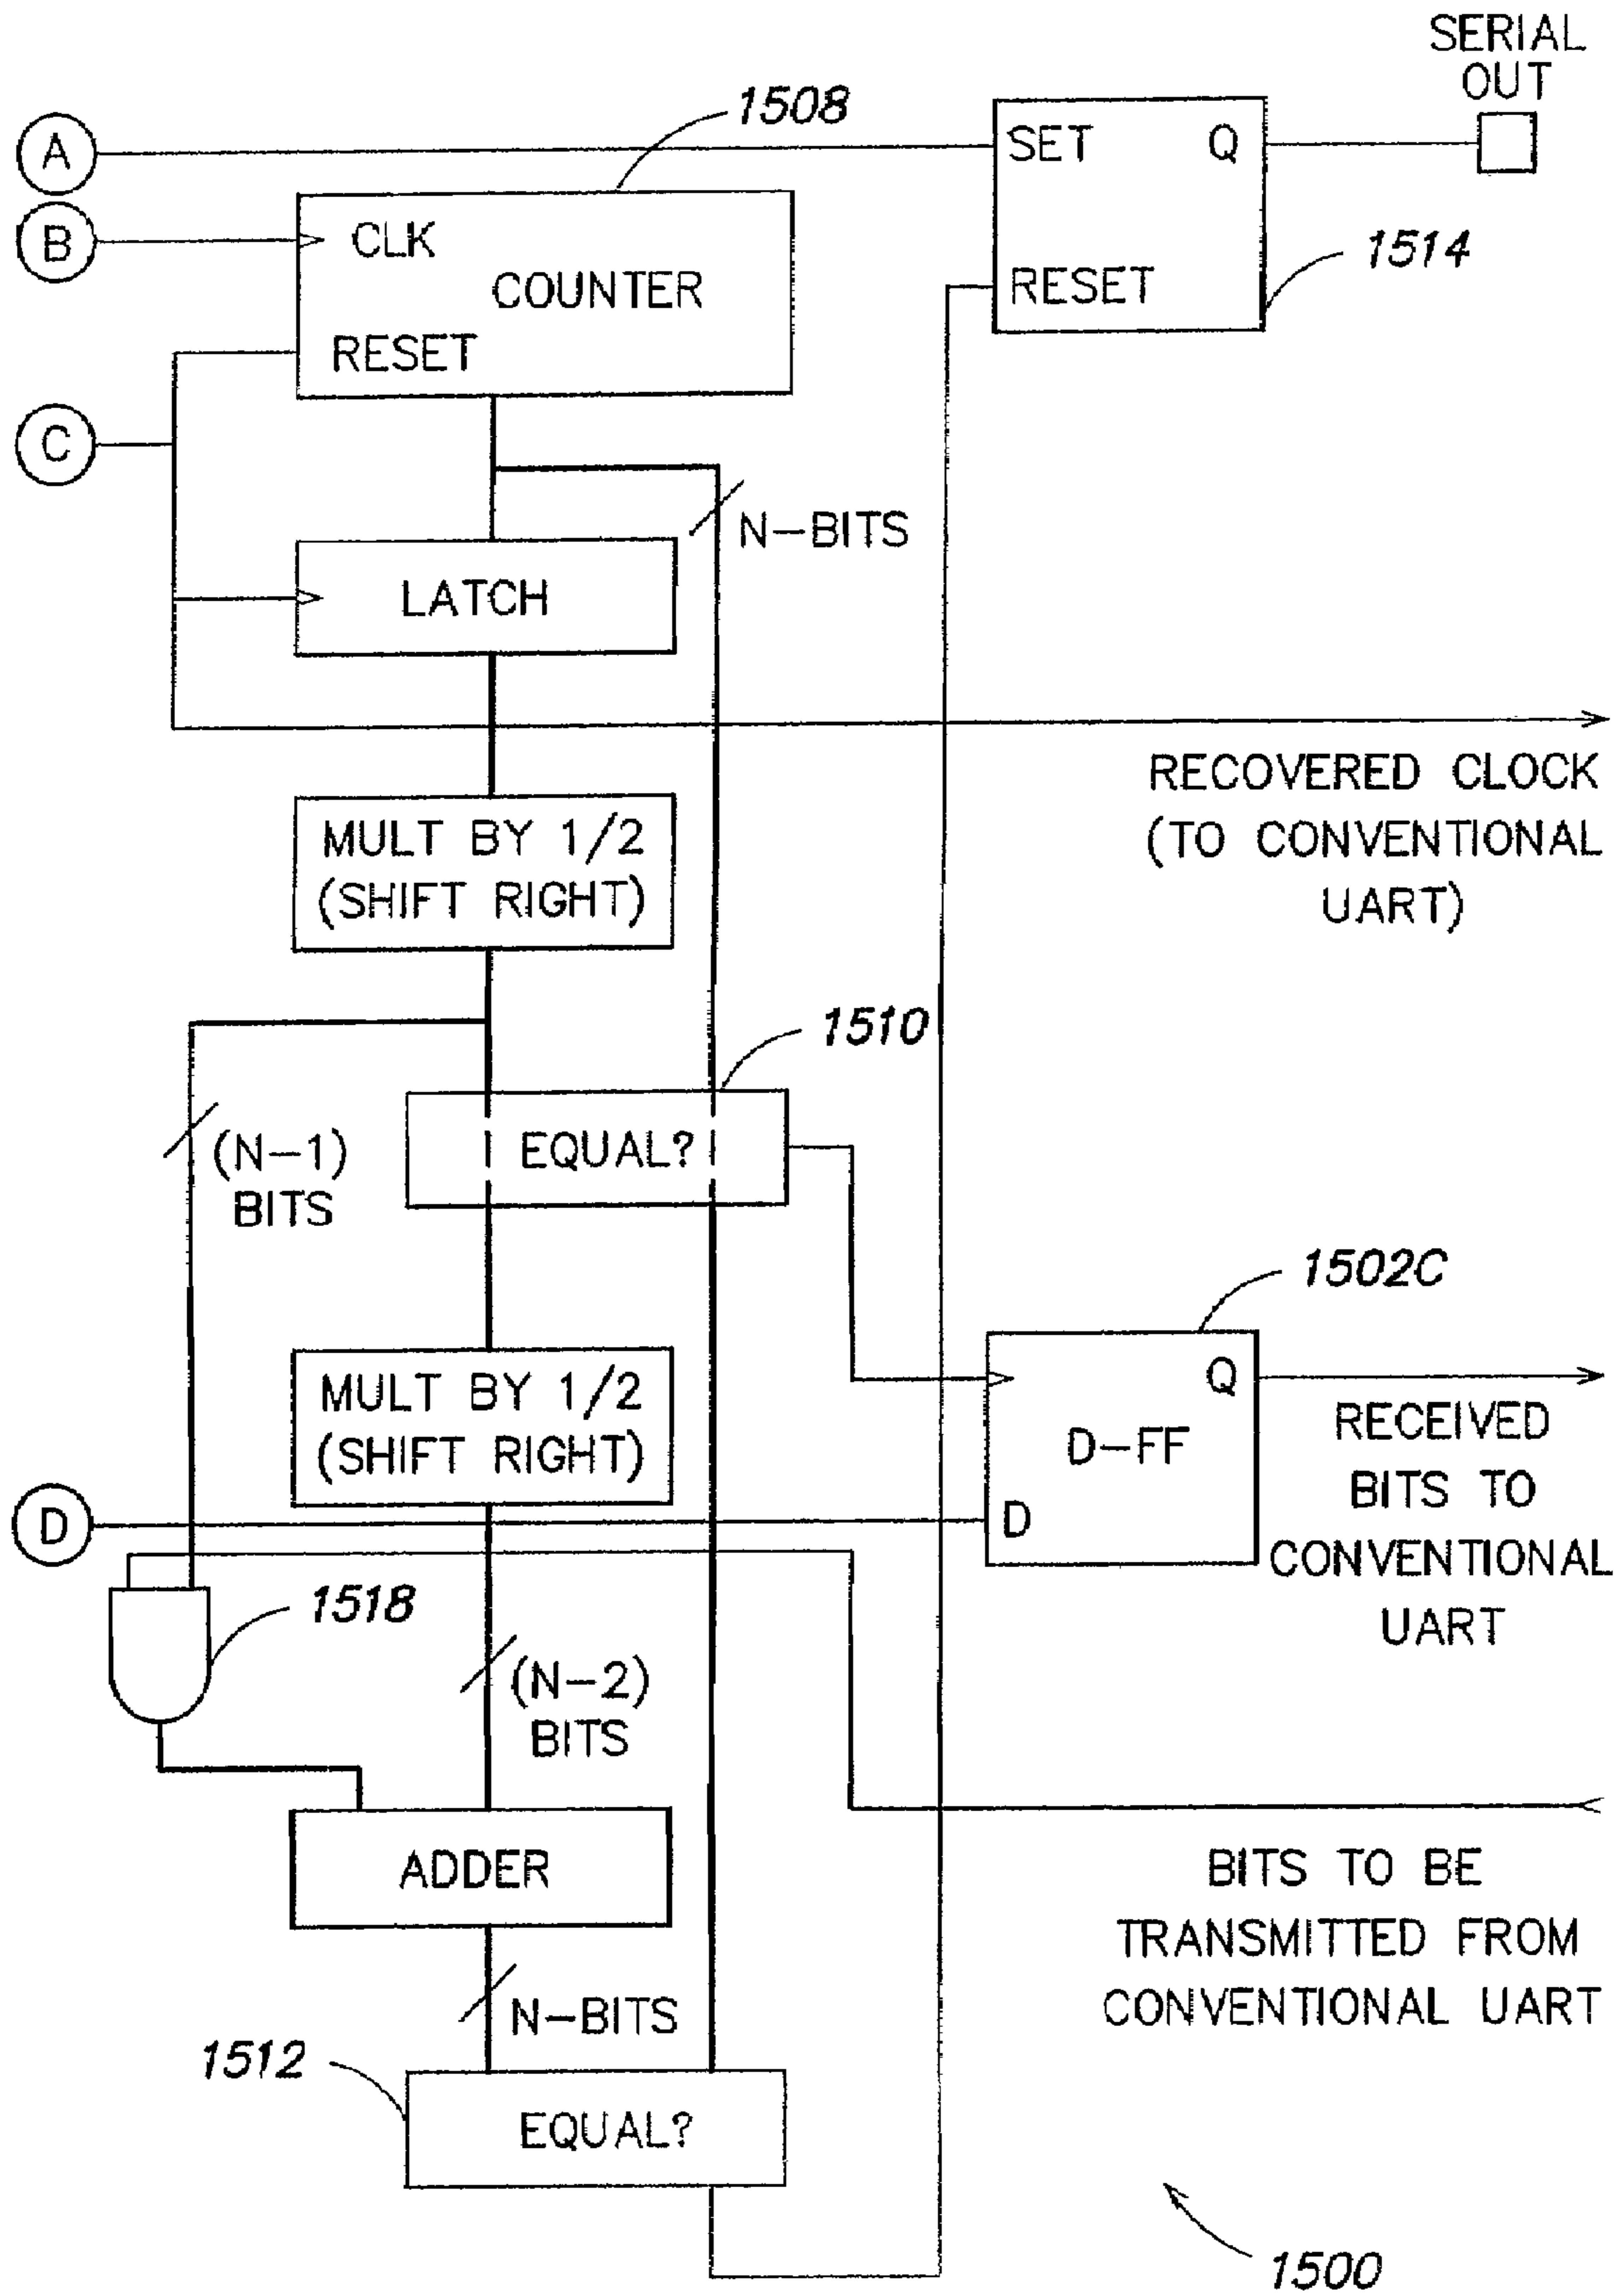 SERIAL
OUT
1508
A
SET
Q
B
CLK
COUNTER
1514
RESET
RESET
C
N-BITS
LATCH
RECOVERED CLOCK
(TO CONVENTIONAL
UART)
MULT BY 1/2
(SHIFT RIGHT)
1510
EQUAL?
(N-1)
BITS
1502C
MULT BY 1/2
(SHIFT RIGHT)
Q
D-FF
D
RECEIVED
BITS TO
CONVENTIONAL
UART
D
1518
(N-2)
BITS
ADDER
BITS TO BE
TRANSMITTED FROM
CONVENTIONAL UART
N-BITS
1512
EQUAL?
1500